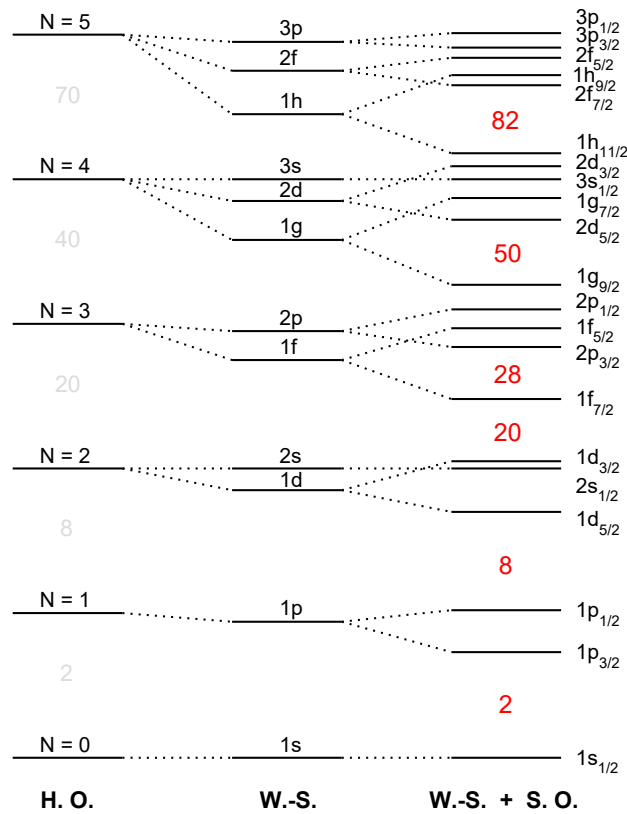 N = 5 3p 3p1/2
3p3/2
2f 2f5/2
1h9/2
2f7/2
70 1h 82
1h11/2
2d3/2
N = 4 3s 3s1/2
2d 1g7/2
1g 2d5/2
40 50
1g9/2
2p1/2
N = 3 2p 1f5/2
1f 2p3/2
20 28
1f7/2
20
N = 2 2s 1d3/2
1d 2s1/2
1d5/2
8 8
N = 1 1p 1p1/2
1p3/2
2 2
N = 0 1s 1s1/2
H. O. W.-S. W.-S. + S. O.